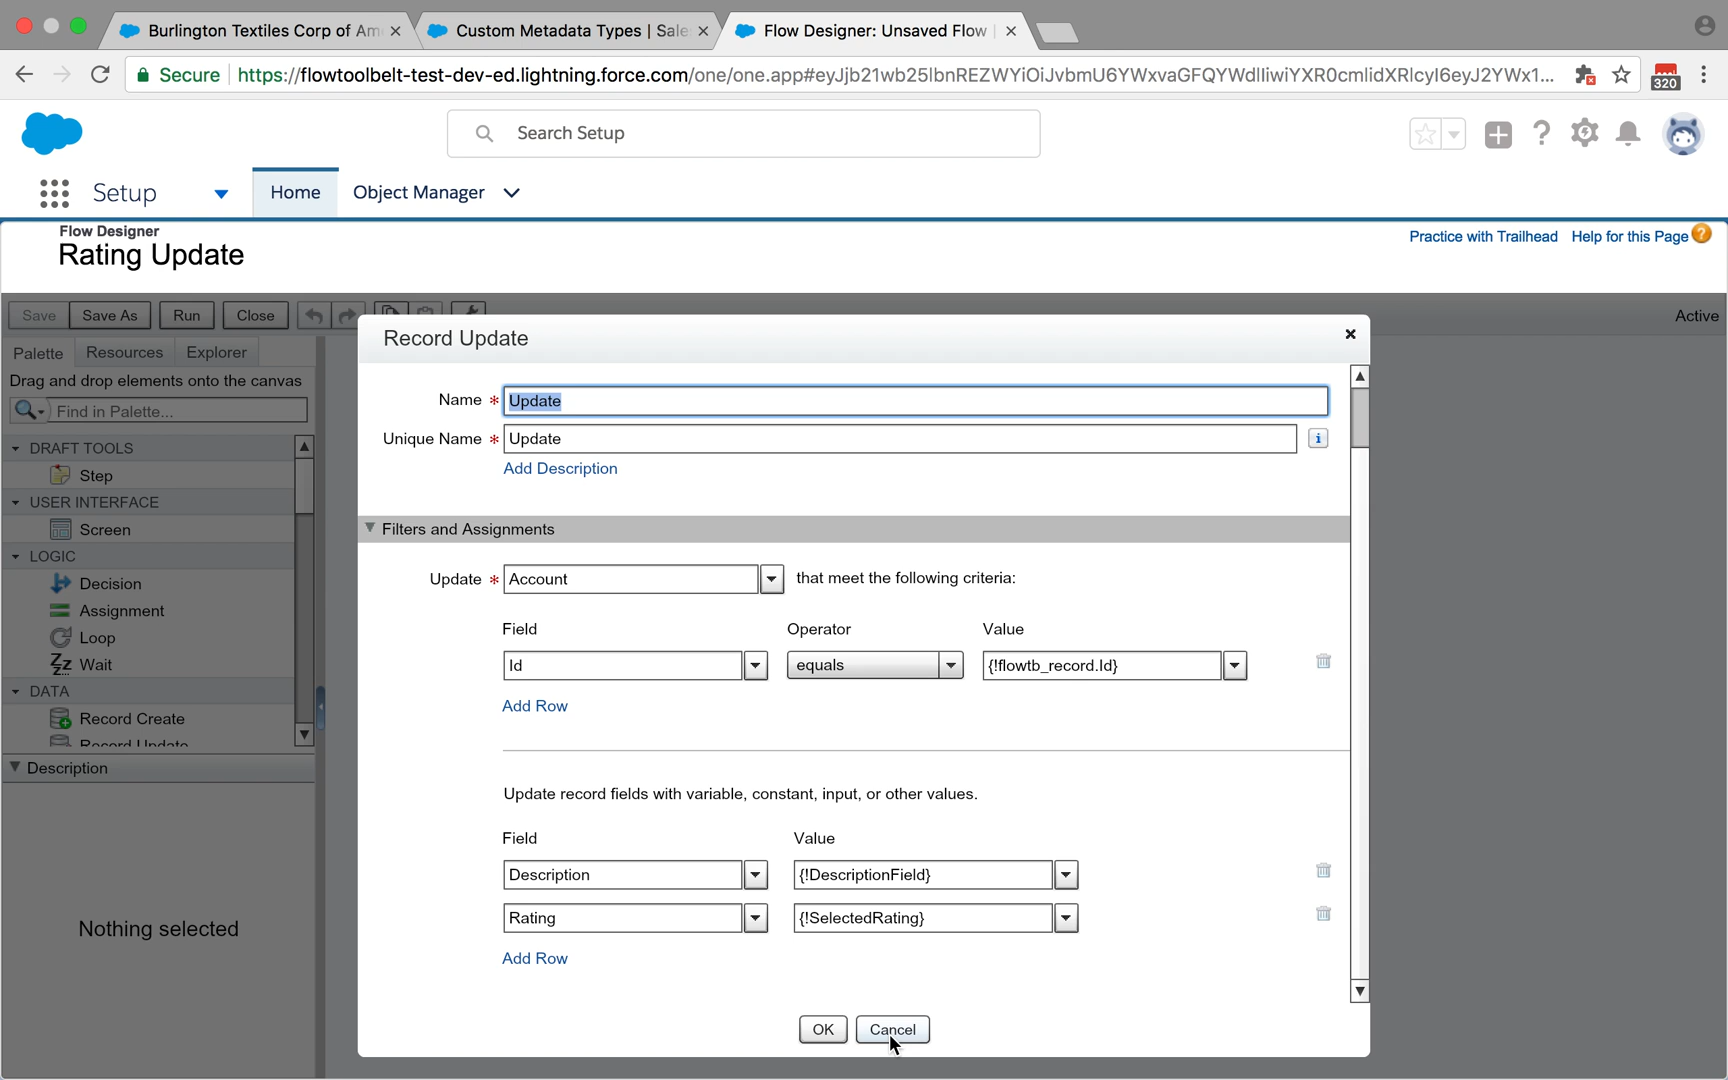 Burlington Textiles Corp of Am
Custom Metadata Types | Sale
Flow Designer: Unsaved Flow
Secure
https://flowtoolbelt-test-dev-ed.lightning.force.com/one/one.app#eyJjb21wb25lbnREZWYiOiJvbmU6YWxvaGFQYWdlIiwiYXR0cmlidXRlcyI6eyJ2YWx1...
320
Search Setup
Setup
Home
Object Manager
Flow Designer
Rating Update
Practice with Trailhead
Help for this Page
Save
Save As
Run
Close
Active
Palette
Resources
Explorer
Drag and drop elements onto the canvas
Find in Palette...
DRAFT TOOLS
Step
USER INTERFACE
Screen
LOGIC
Decision
Assignment
Loop
Wait
DATA
Record Create
Record Update
Description
Nothing selected
Record Update
Name * Update
Unique Name * Update
Add Description
Filters and Assignments
Update * Account that meet the following criteria:
Field Operator Value
Id equals {!flowtb_record.Id}
Add Row
Update record fields with variable, constant, input, or other values.
Field Value
Description {!DescriptionField}
Rating {!SelectedRating}
Add Row
OK Cancel